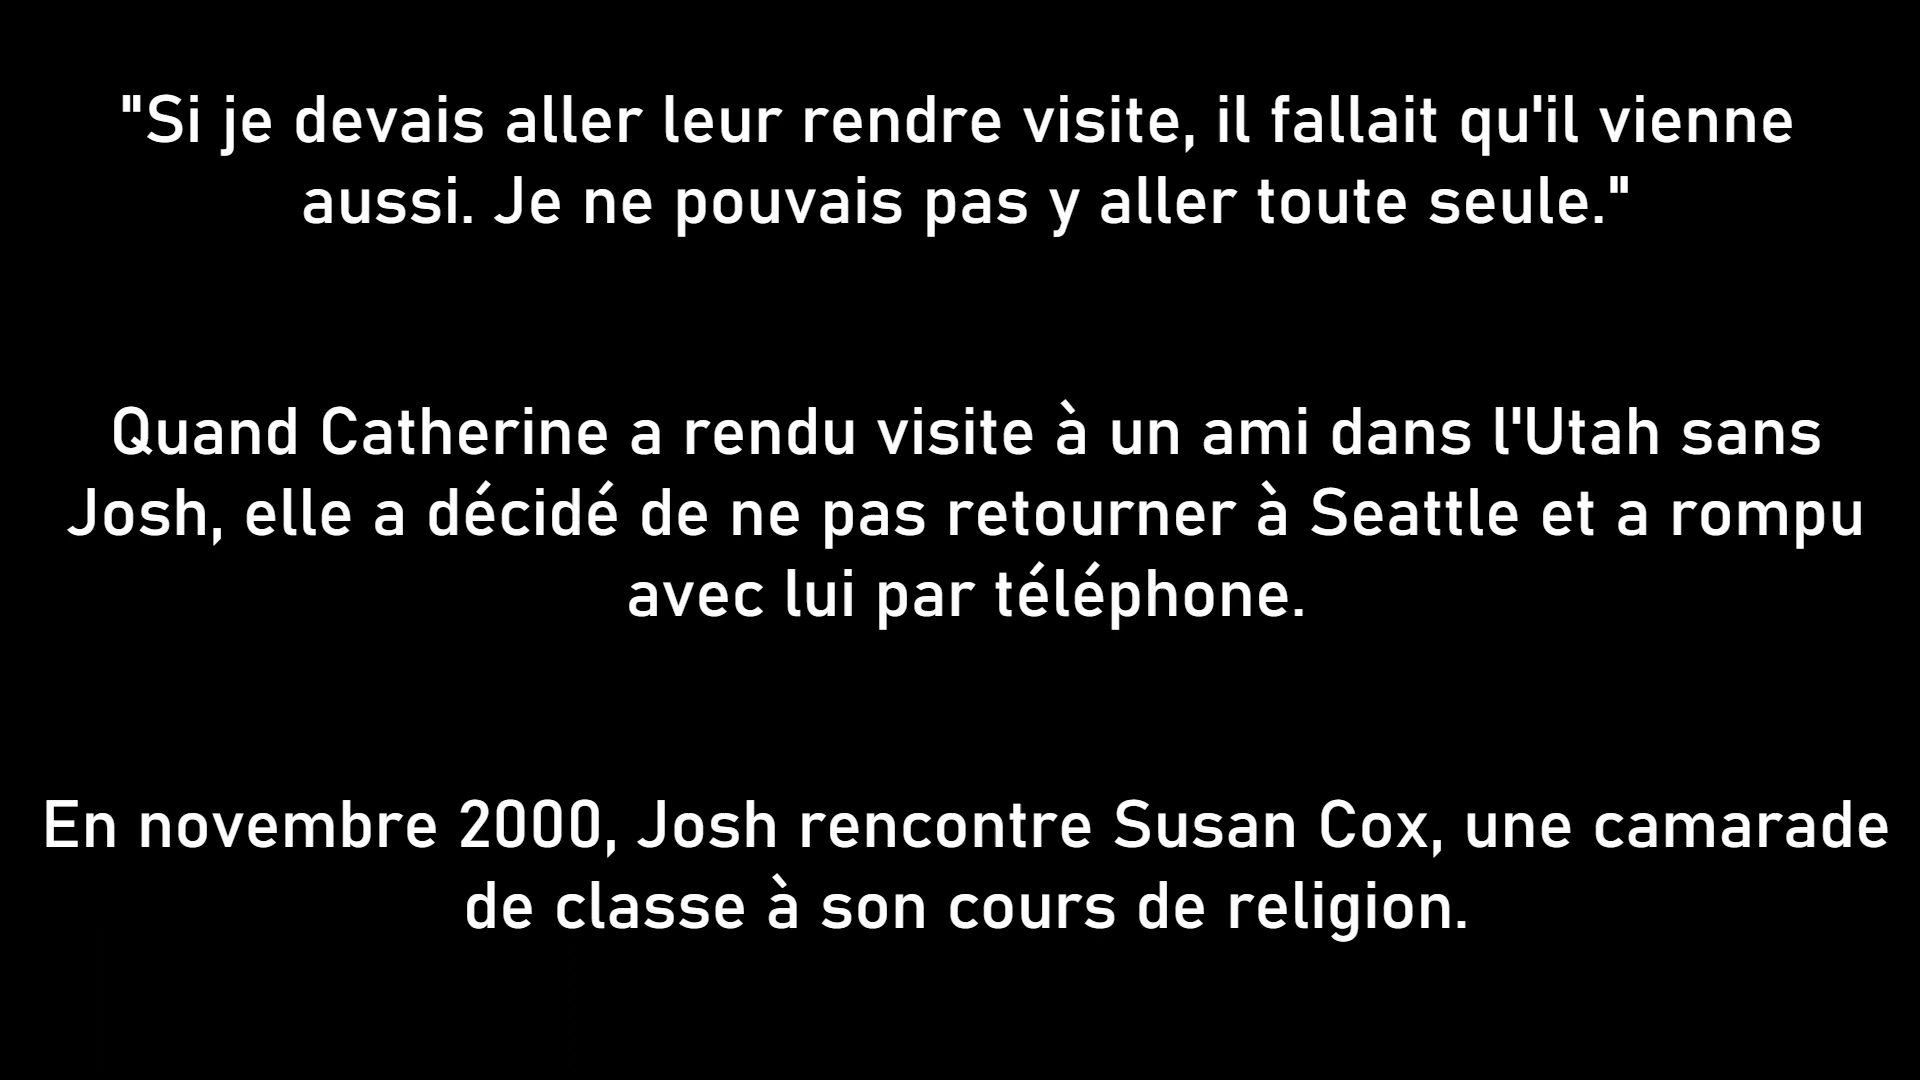 "Si je devais aller leur rendre visite, il fallait qu'il vienne
aussi. Je ne pouvais pas y aller toute seule."
Quand Catherine a rendu visite à un ami dans l'Utah sans
Josh, elle a décidé de ne pas retourner à Seattle et a rompu
avec lui par téléphone.
En novembre 2000, Josh rencontre Susan Cox, une camarade
de classe à son cours de religion.